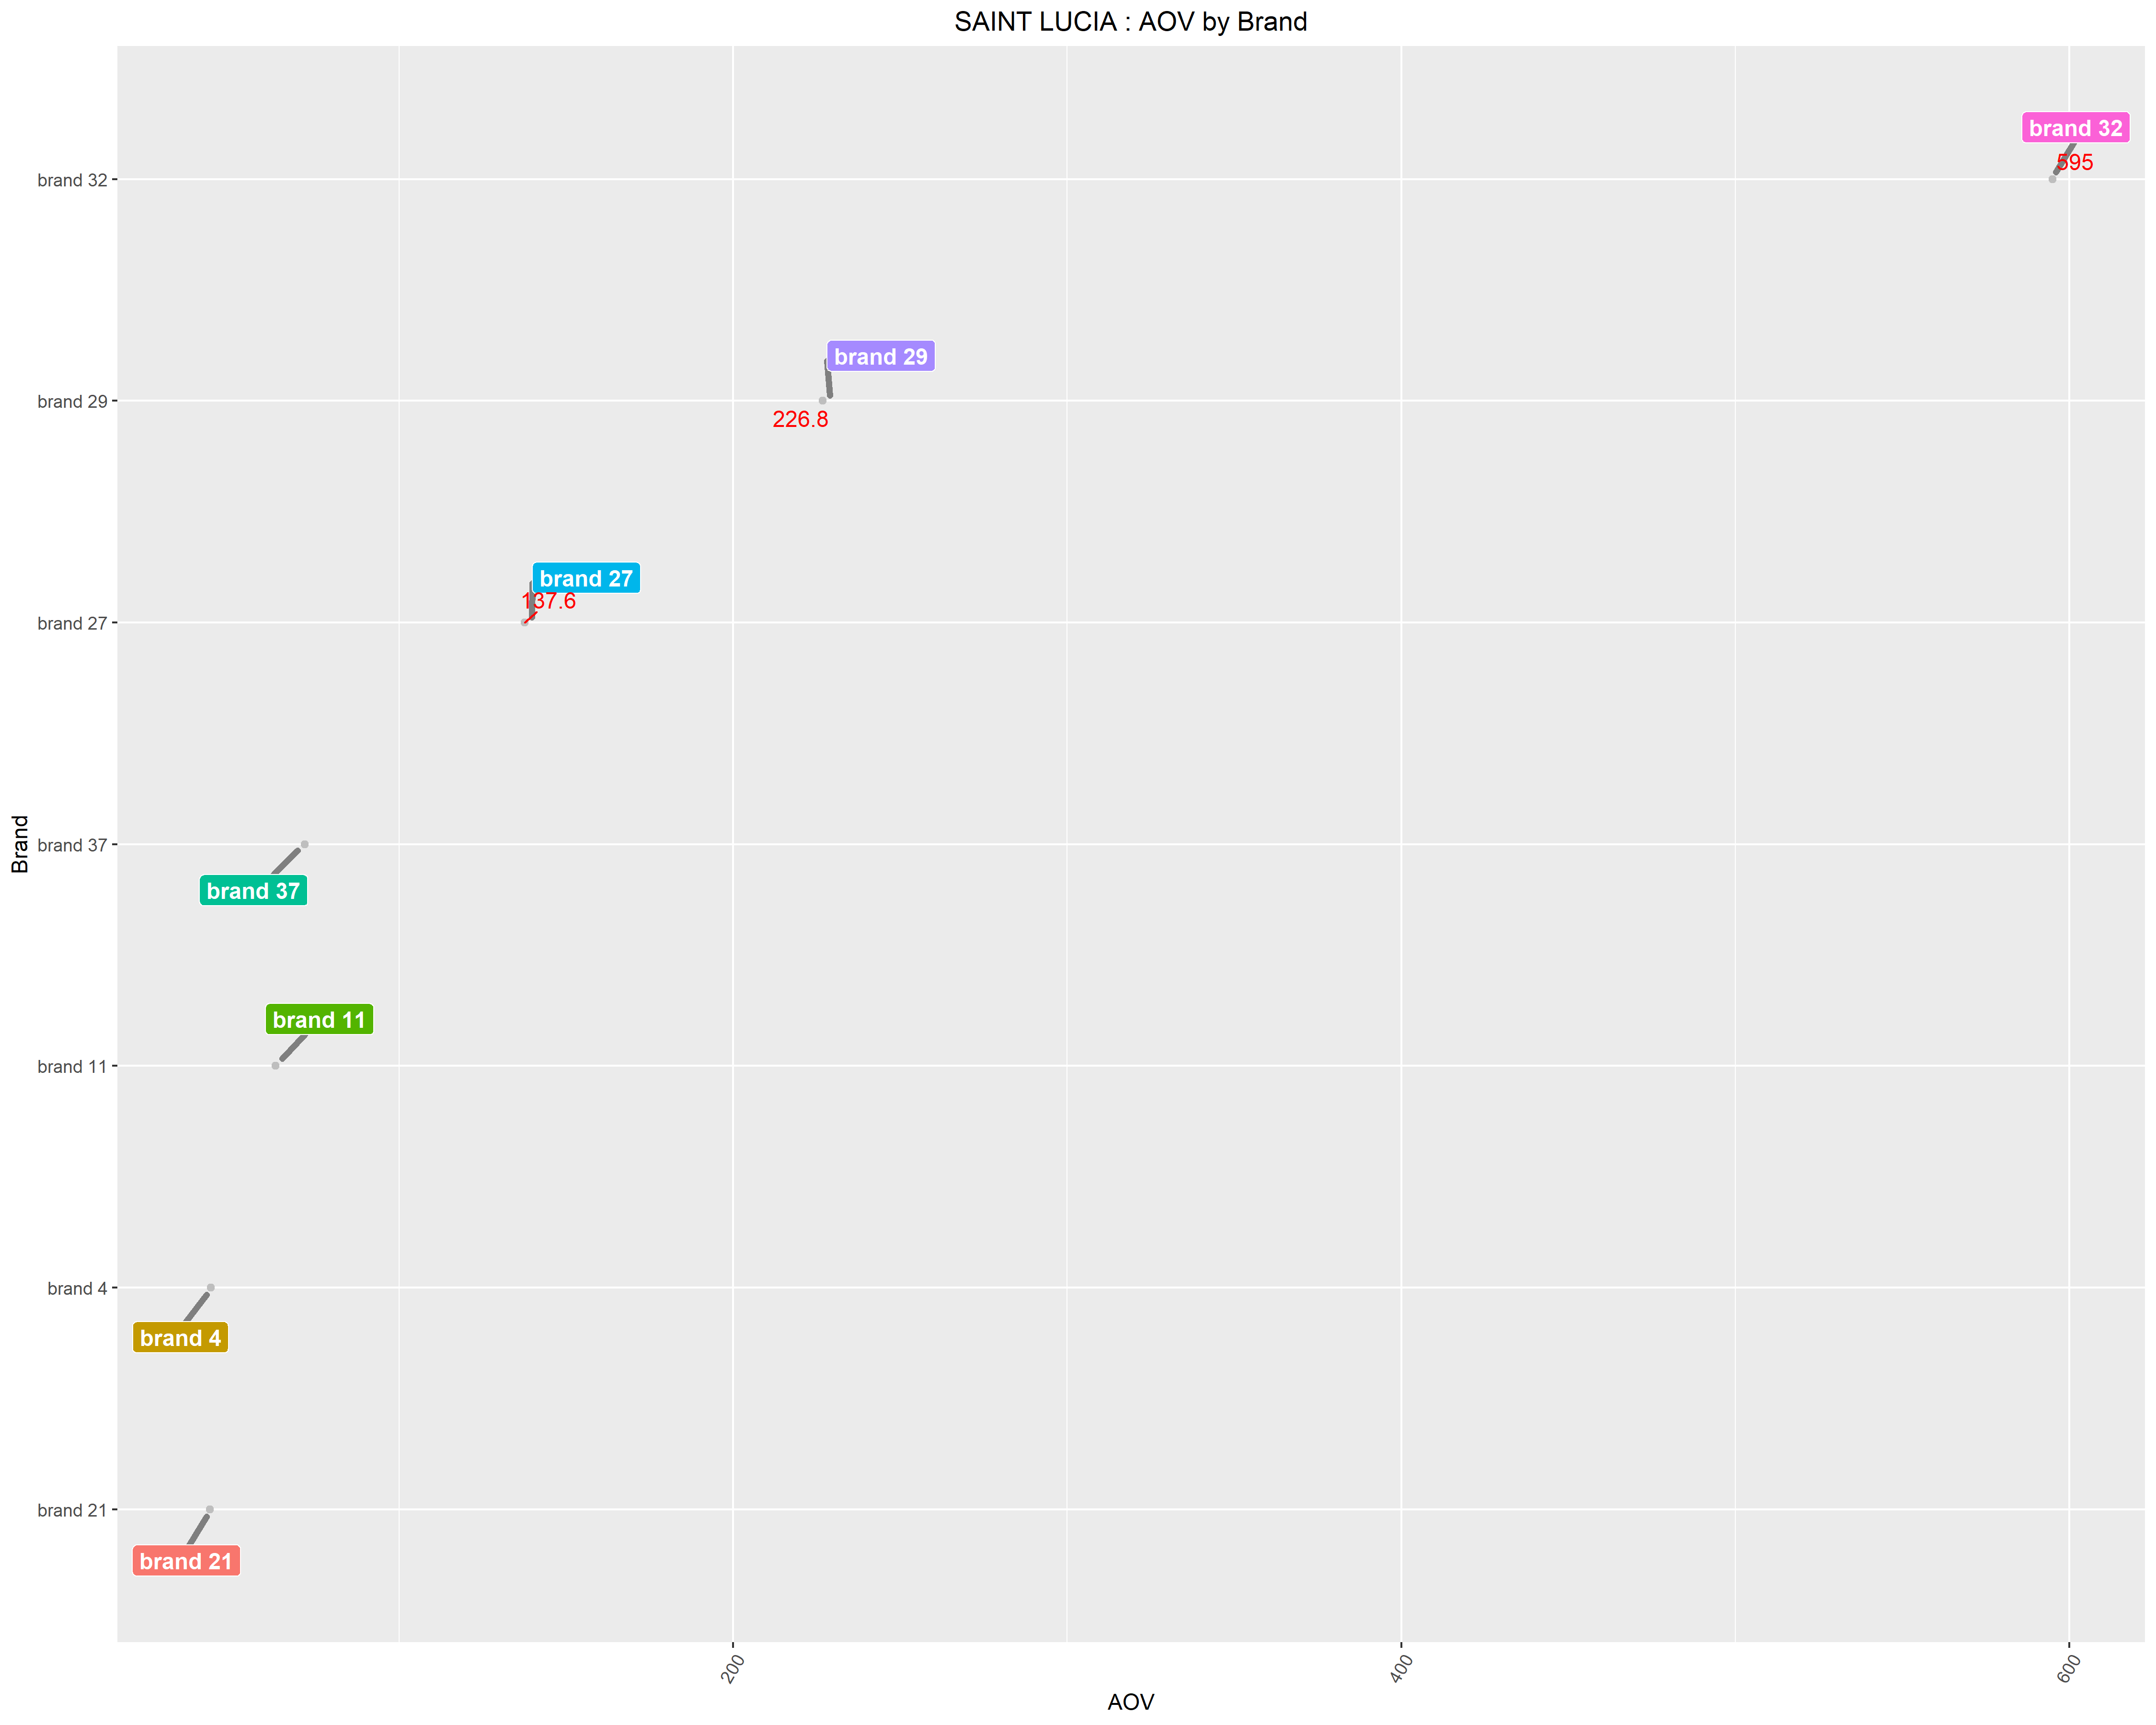 SAINT LUCIA : AOV by Brand
brand 32
595
brand 32
brand 29
brand 29
226.8
brand 27
137.6
brand 27
Brand
brand 37
brand 37
brand 11
brand 11
brand 4
brand 4
brand 21
brand 21
200
400
600
AOV